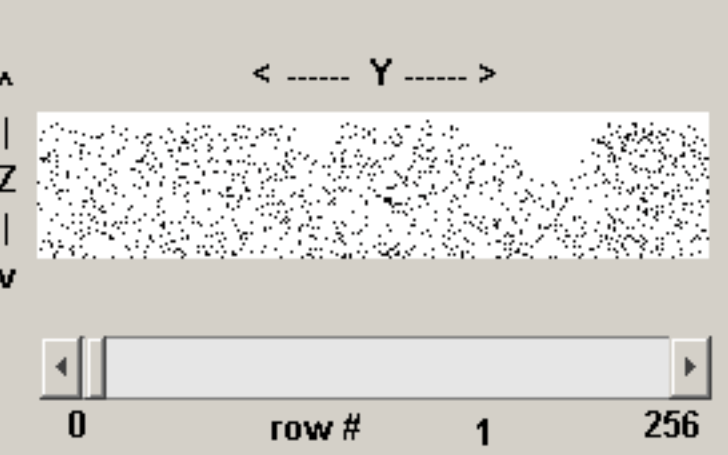 < ------ Y ------ >
^
|
Z
|
v
0 row # 1 256